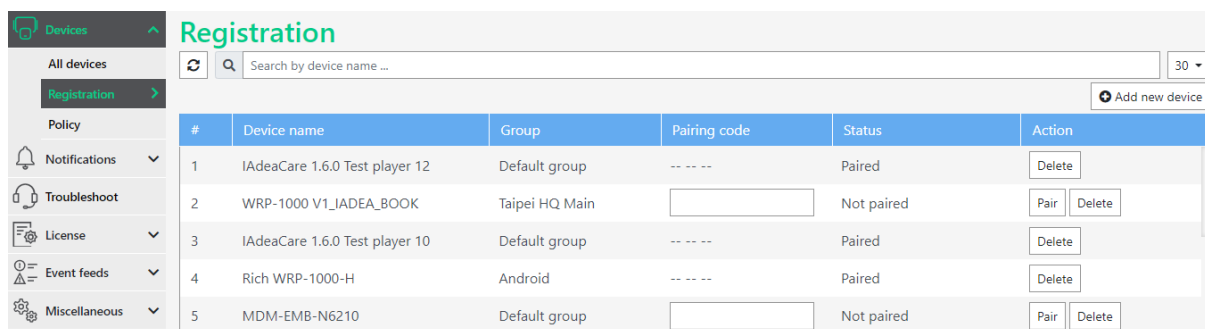 Devices
All devices
Registration
Policy
Notifications
Troubleshoot
License
Event feeds
Miscellaneous
Registration
Search by device name ...
30
Add new device
# Device name Group Pairing code Status Action
1 IAdeaCare 1.6.0 Test player 12 Default group -- -- -- Paired Delete
2 WRP-1000 V1_IADEA_BOOK Taipei HQ Main Not paired Pair Delete
3 IAdeaCare 1.6.0 Test player 10 Default group -- -- -- Paired Delete
4 Rich WRP-1000-H Android -- -- -- Paired Delete
5 MDM-EMB-N6210 Default group Not paired Pair Delete